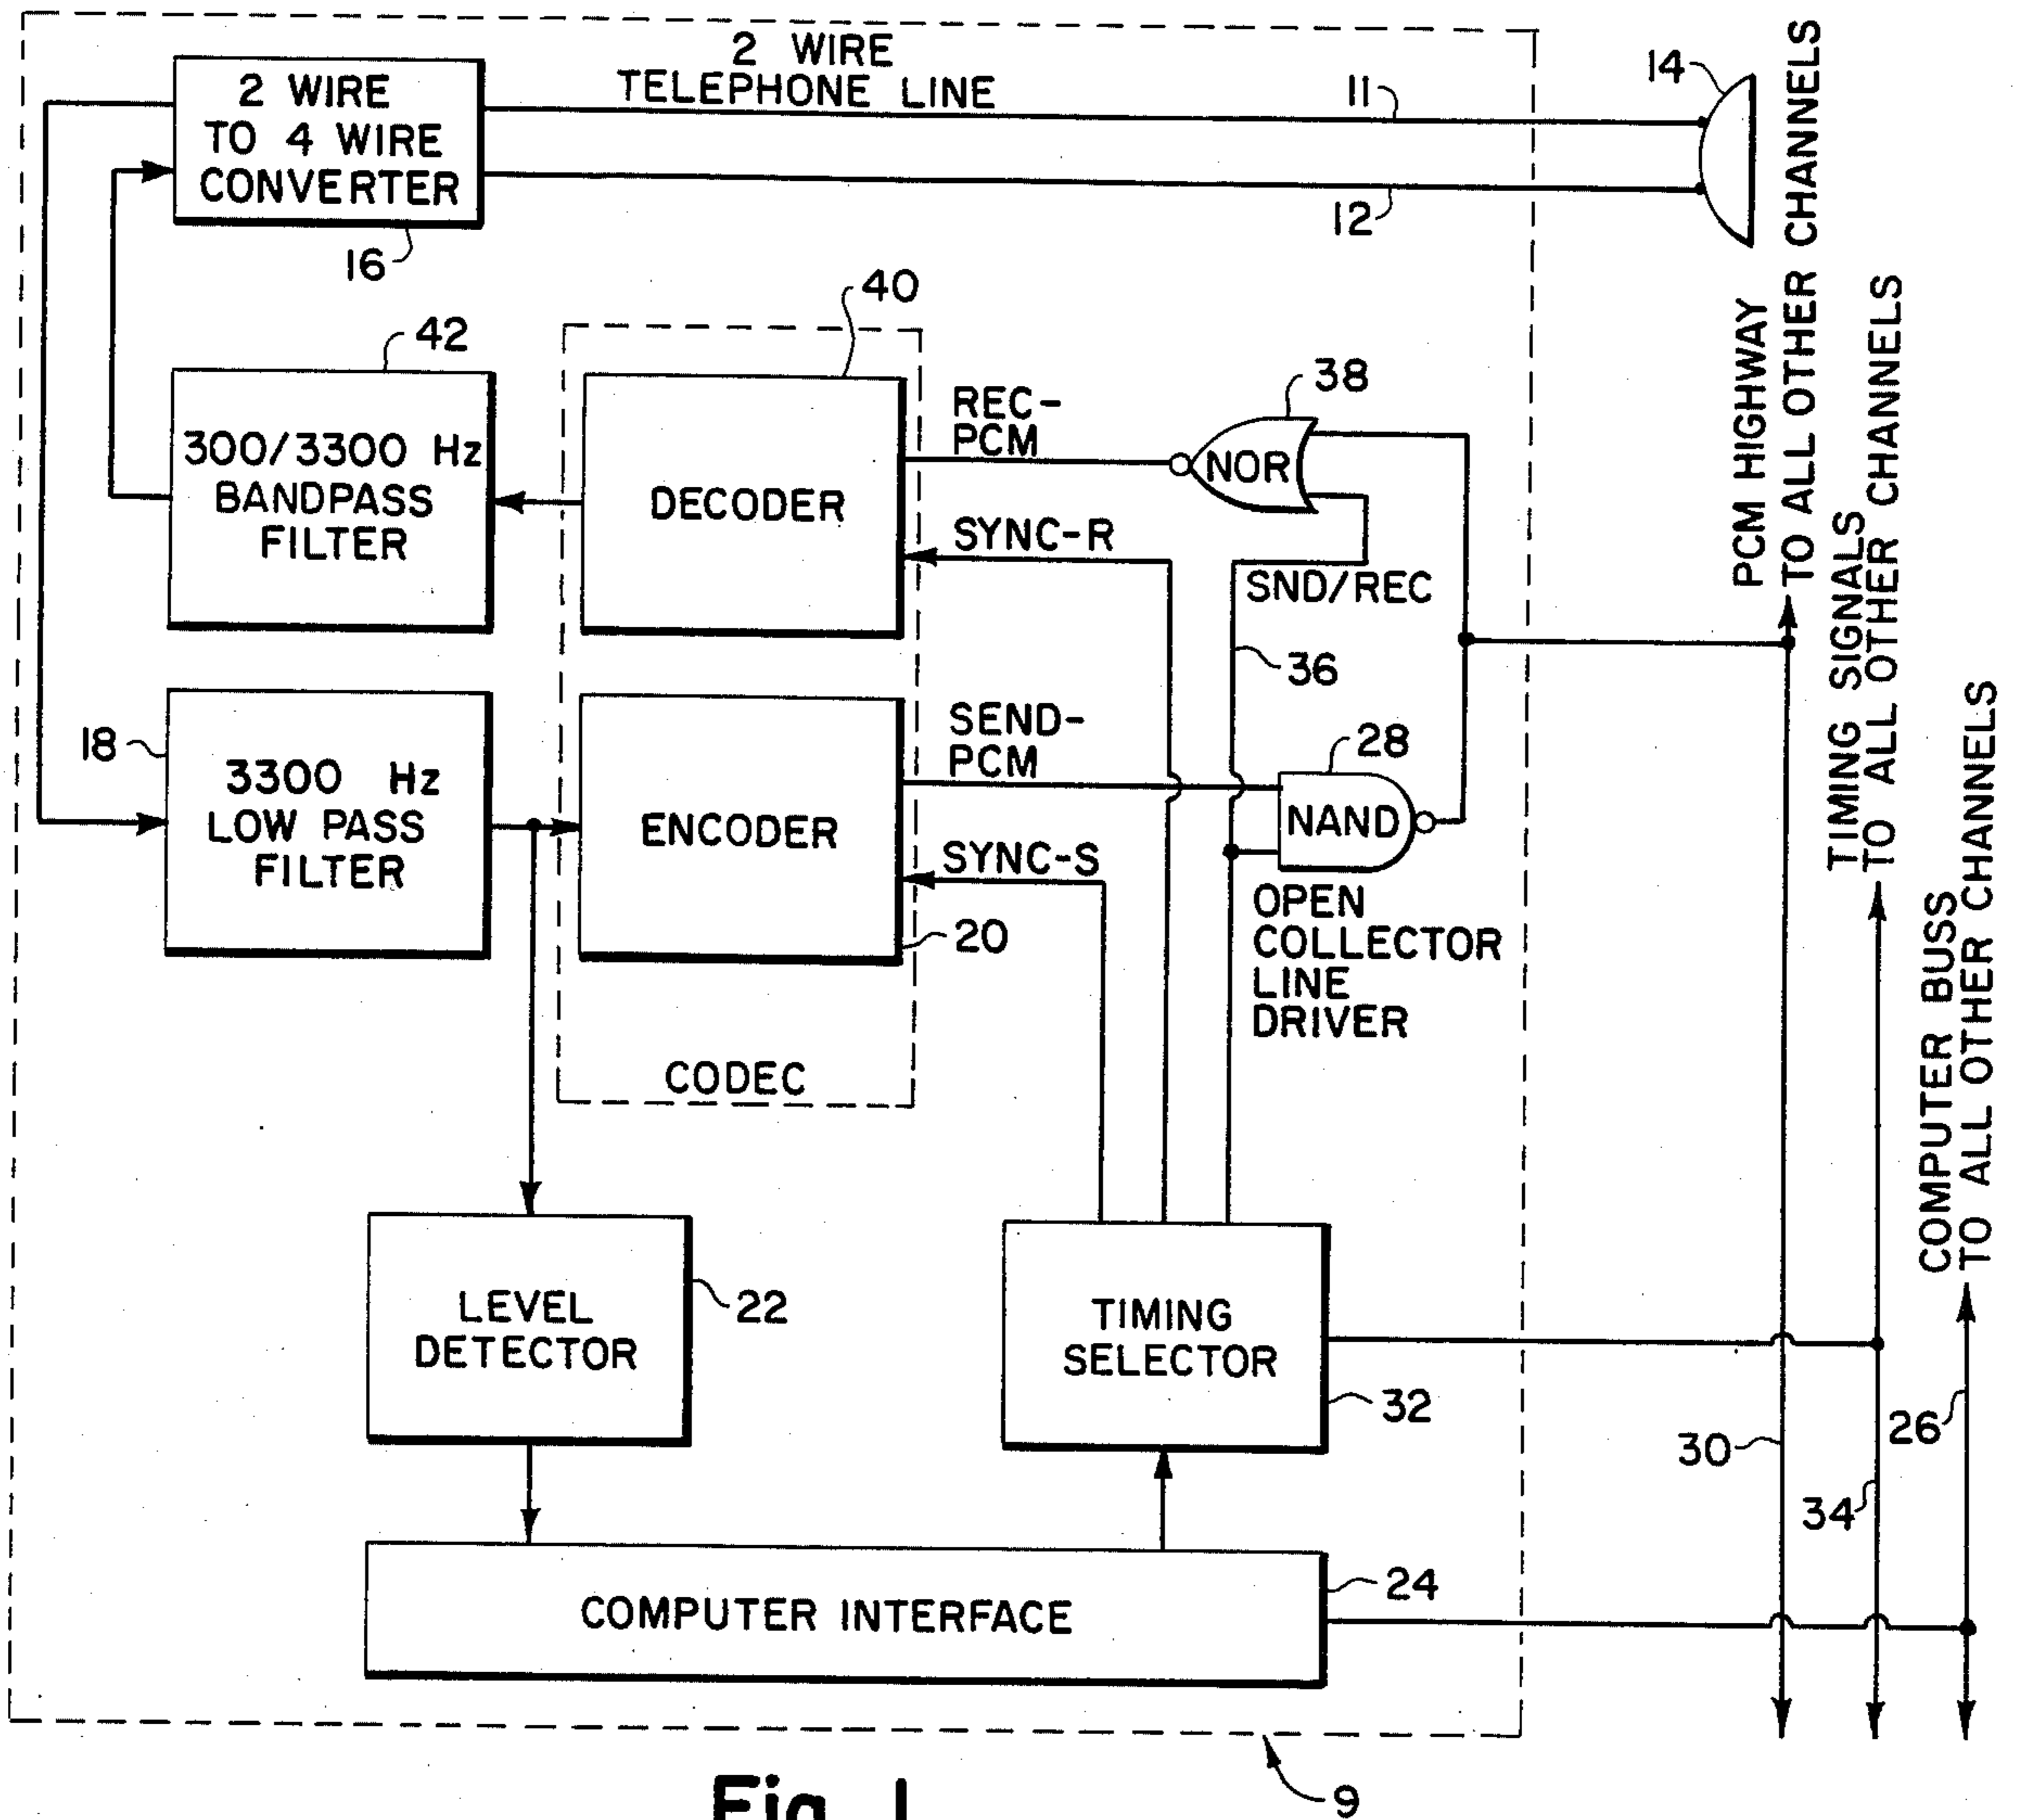 2 WIRE
TELEPHONE LINE
2 WIRE
TO 4 WIRE
CONVERTER
16
11
12
14
42
300/3300 Hz
BANDPASS
FILTER
40
DECODER
REC-
PCM
SYNC-R
38
NOR
SND/REC
36
18
3300 Hz
LOW PASS
FILTER
ENCODER
20
SEND-
PCM
SYNC-S
28
NAND
OPEN
COLLECTOR
LINE
DRIVER
CODEC
LEVEL
DETECTOR
22
TIMING
SELECTOR
32
COMPUTER INTERFACE
24
PCM HIGHWAY
TO ALL OTHER CHANNELS
TIMING SIGNALS
TO ALL OTHER CHANNELS
COMPUTER BUSS
TO ALL OTHER CHANNELS
30
34
26
9
Fig. 1